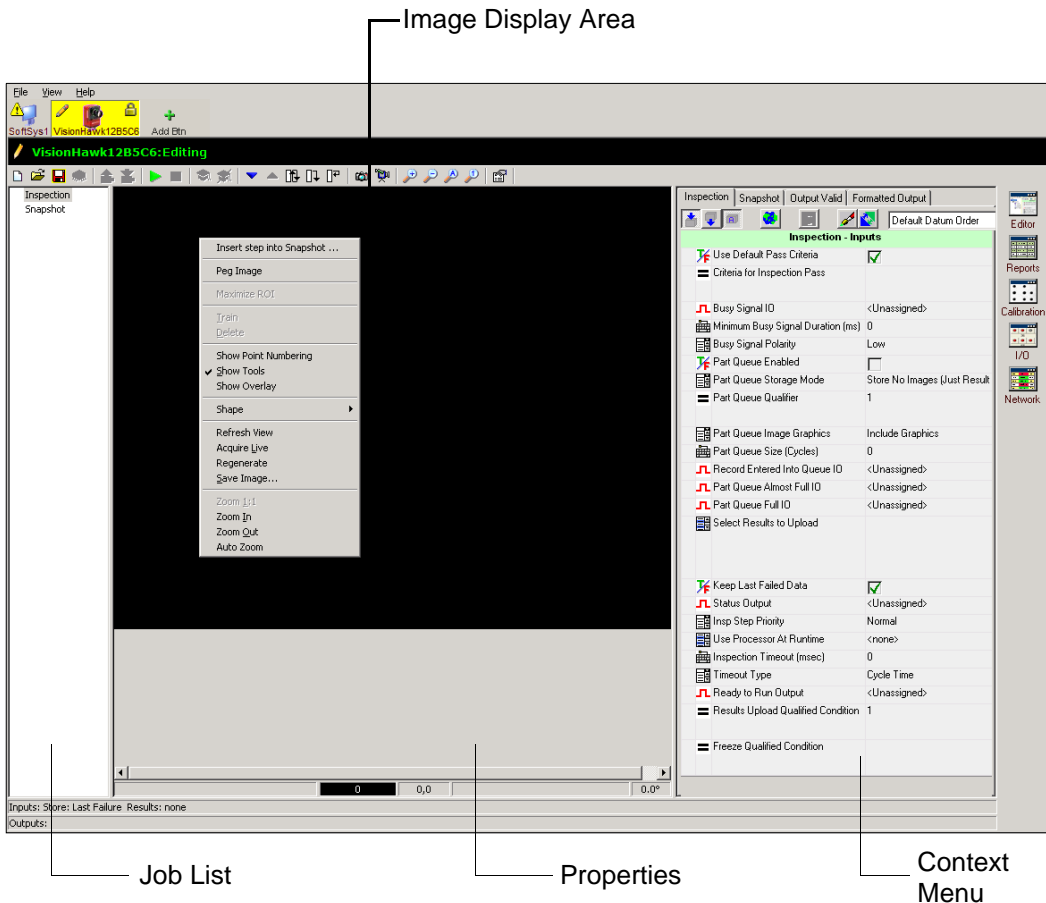 Image Display Area
File View Help
SoftSys1 VisionHawk12B5C6 Add Btn
VisionHawk12B5C6:Editing
Inspection
Snapshot
Insert step into Snapshot ...
Peg Image
Maximize ROI
Train
Delete
Show Point Numbering
Show Tools
Show Overlay
Shape
Refresh View
Acquire Live
Regenerate
Save Image...
Zoom 1:1
Zoom In
Zoom Out
Auto Zoom
0 0,0 0.0°
Inspection Snapshot Output Valid Formatted Output
Default Datum Order
Inspection - Inputs
Use Default Pass Criteria
Criteria for Inspection Pass
Busy Signal IO <Unassigned>
Minimum Busy Signal Duration (ms) 0
Busy Signal Polarity Low
Part Queue Enabled
Part Queue Storage Mode Store No Images (Just Result
Part Queue Qualifier 1
Part Queue Image Graphics Include Graphics
Part Queue Size (Cycles) 0
Record Entered Into Queue IO <Unassigned>
Part Queue Almost Full IO <Unassigned>
Part Queue Full IO <Unassigned>
Select Results to Upload
Keep Last Failed Data
Status Output <Unassigned>
Insp Step Priority Normal
Use Processor At Runtime <none>
Inspection Timeout (msec) 0
Timeout Type Cycle Time
Ready to Run Output <Unassigned>
Results Upload Qualified Condition 1
Freeze Qualified Condition
Editor
Reports
Calibration
I/O
Network
Inputs: Store: Last Failure Results: none
Outputs:
Job List
Properties
Context
Menu